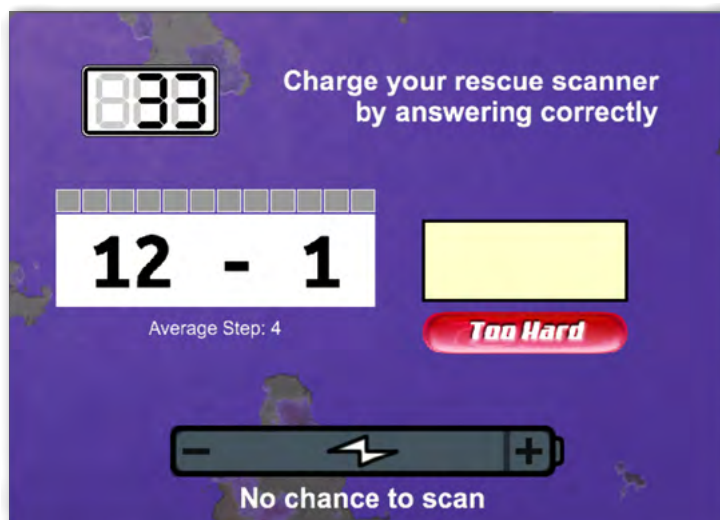 33
Charge your rescue scanner
by answering correctly
12 - 1
Average Step: 4
Too Hard
- +
No chance to scan